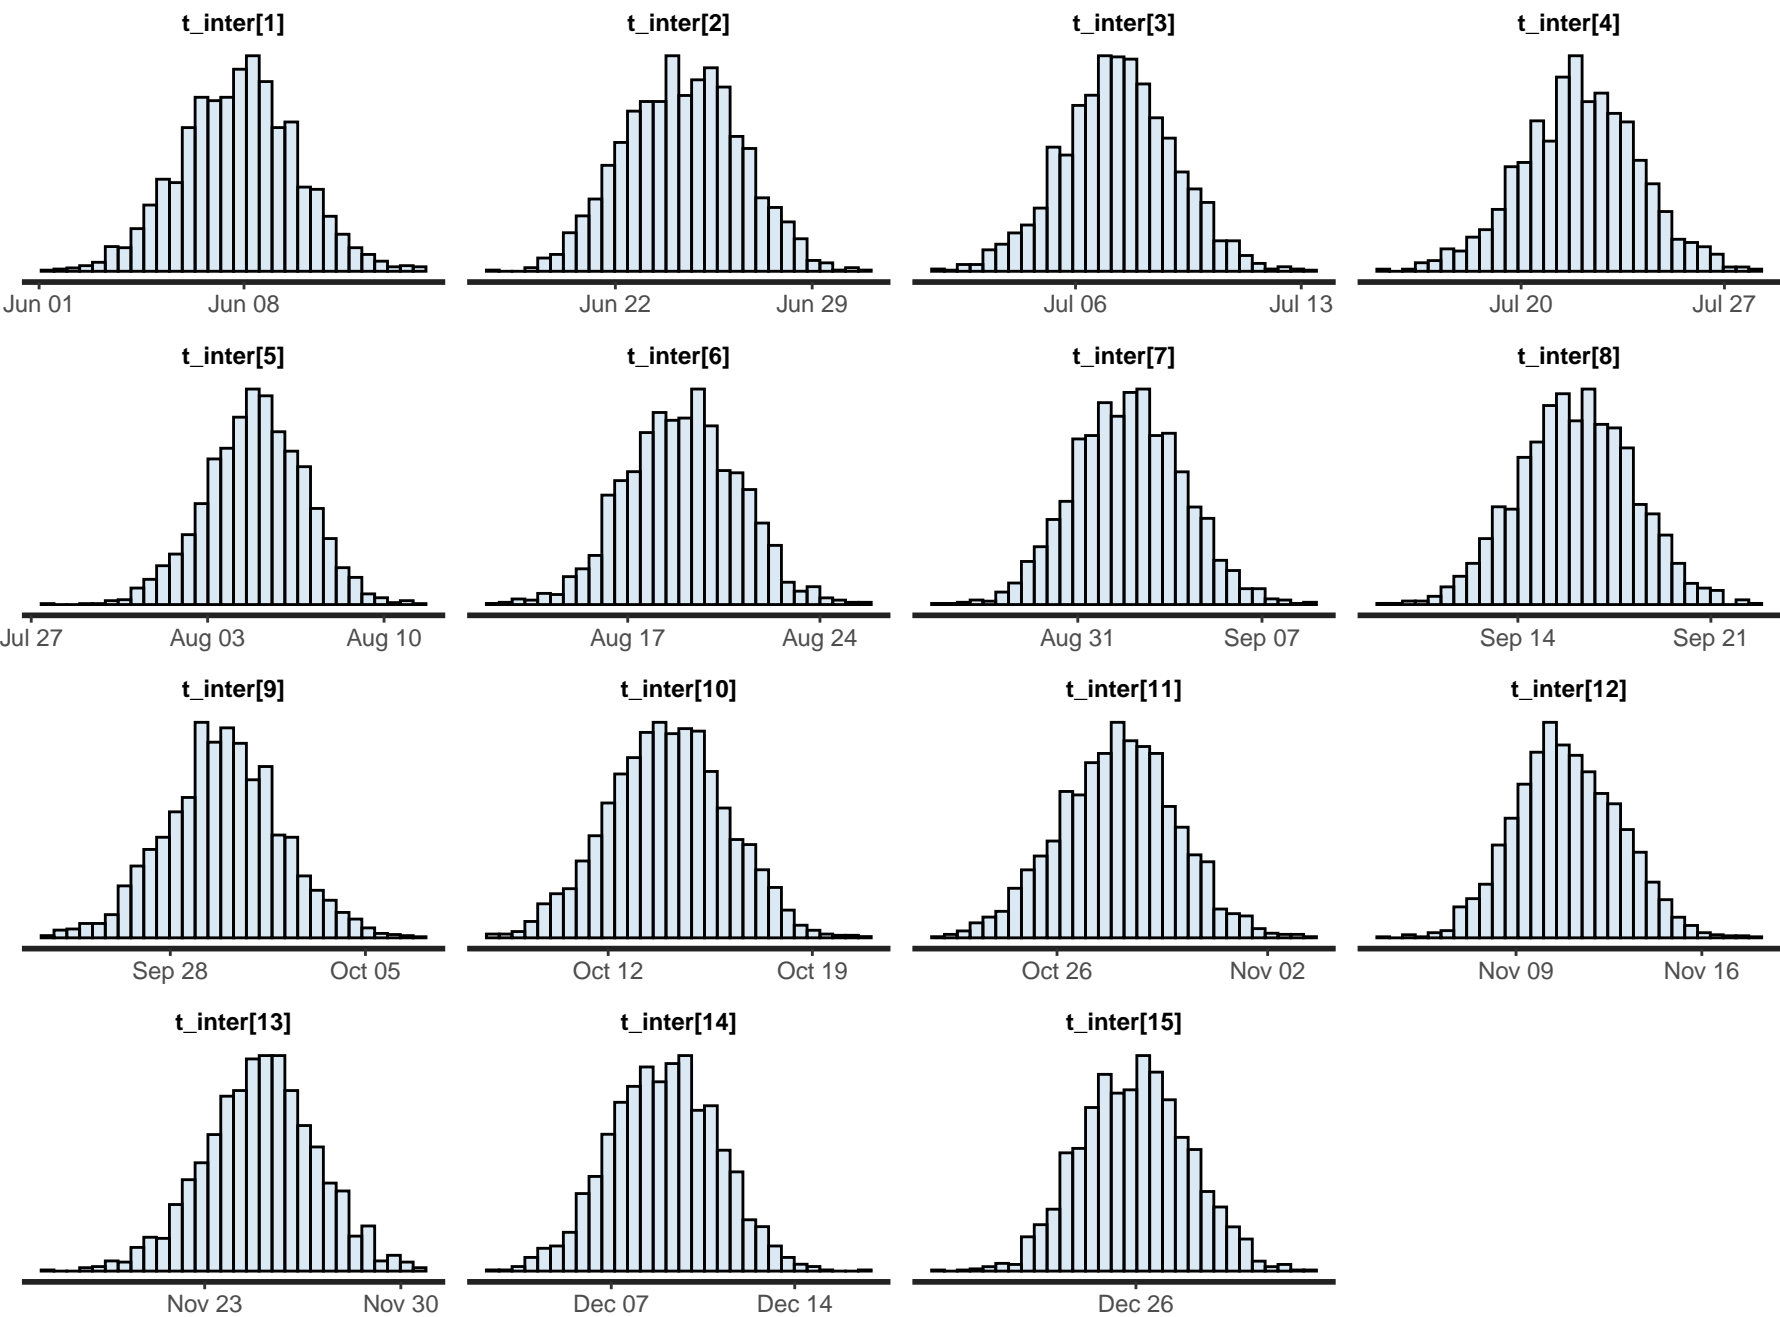 t_inter[1] t_inter[2] t_inter[3] t_inter[4]
Jun 01 Jun 08 Jun 22 Jun 29 Jul 06 Jul 13 Jul 20 Jul 27
t_inter[5] t_inter[6] t_inter[7] t_inter[8]
Jul 27 Aug 03 Aug 10 Aug 17 Aug 24 Aug 31 Sep 07 Sep 14 Sep 21
t_inter[9] t_inter[10] t_inter[11] t_inter[12]
Sep 28 Oct 05 Oct 12 Oct 19 Oct 26 Nov 02 Nov 09 Nov 16
t_inter[13] t_inter[14] t_inter[15]
Nov 23 Nov 30 Dec 07 Dec 14 Dec 26